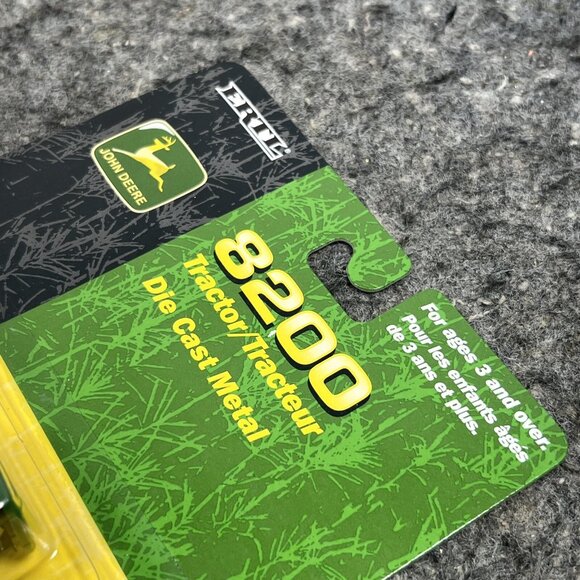 ERTL
JOHN DEERE
8200
Tractor/Tracteur
Die Cast Metal
For ages 3 and over.
Pour les enfants âges
de 3 ans et plus.